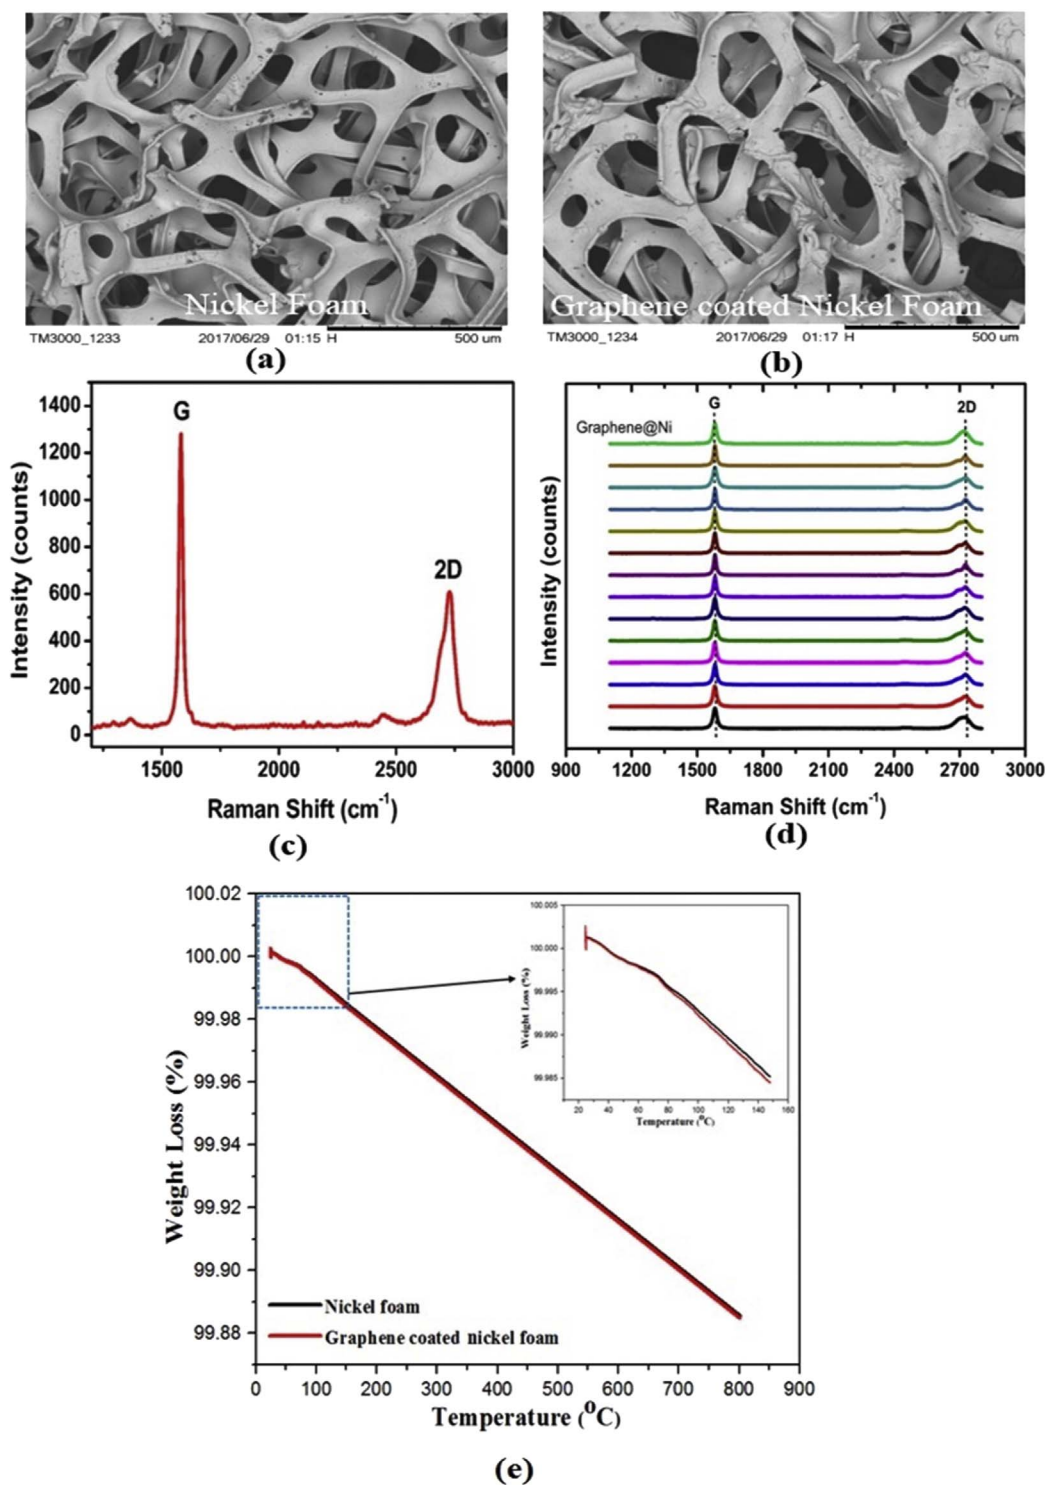 Nickel Foam
TM3000_1233 2017/06/29 01:15 H 500 um
(a)
Graphene coated Nickel Foam
TM3000_1234 2017/06/29 01:17 H 500 um
(b)
1400
1200
1000
800
600
400
200
0
Intensity (counts)
G
2D
1500 2000 2500 3000
Raman Shift (cm-1)
(c)
Intensity (counts)
G
2D
Graphene@Ni
900 1200 1500 1800 2100 2400 2700 3000
Raman Shift (cm-1)
(d)
100.02
100.00
99.98
99.96
99.94
99.92
99.90
99.88
Weight Loss (%)
100.005
100.000
99.995
99.990
99.985
Weight Loss (%)
20 40 60 80 100 120 140 160
Temperature (oC)
Nickel foam
Graphene coated nickel foam
0 100 200 300 400 500 600 700 800 900
Temperature (oC)
(e)